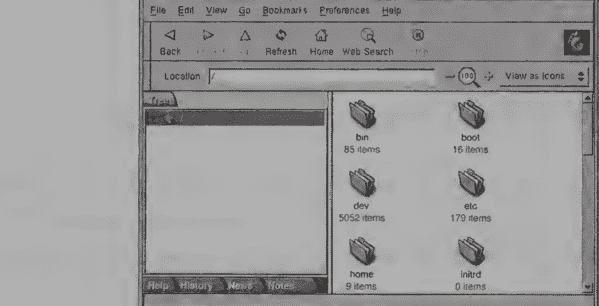 File Edit View Go Bookmarks Preferences Help
Back Refresh Home Web Search
Location / 100 View as Icons
bin boot
85 items 16 items
dev etc
5052 items 179 items
home initrd
9 items 0 items
Help History News Notes